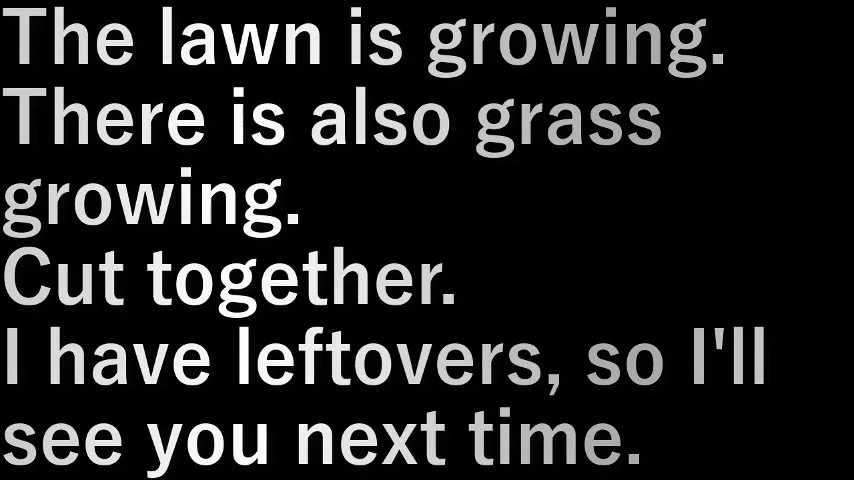 The lawn is growing.
There is also grass
growing.
Cut together.
I have leftovers, so I'll
see you next time.